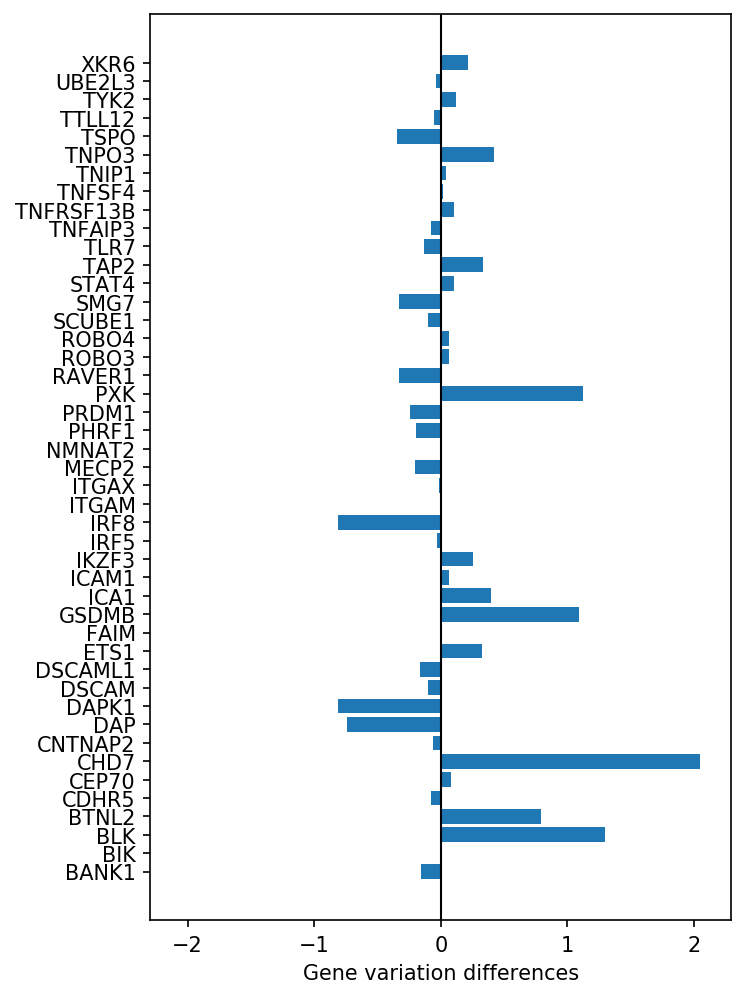 XKR6
UBE2L3
TYK2
TTLL12
TSPO
TNPO3
TNIP1
TNFSF4
TNFRSF13B
TNFAIP3
TLR7
TAP2
STAT4
SMG7
SCUBE1
ROBO4
ROBO3
RAVER1
PXK
PRDM1
PHRF1
NMNAT2
MECP2
ITGAX
ITGAM
IRF8
IRF5
IKZF3
ICAM1
ICA1
GSDMB
FAIM
ETS1
DSCAML1
DSCAM
DAPK1
DAP
CNTNAP2
CHD7
CEP70
CDHR5
BTNL2
BLK
BIK
BANK1
−2 −1 0 1 2
Gene variation differences